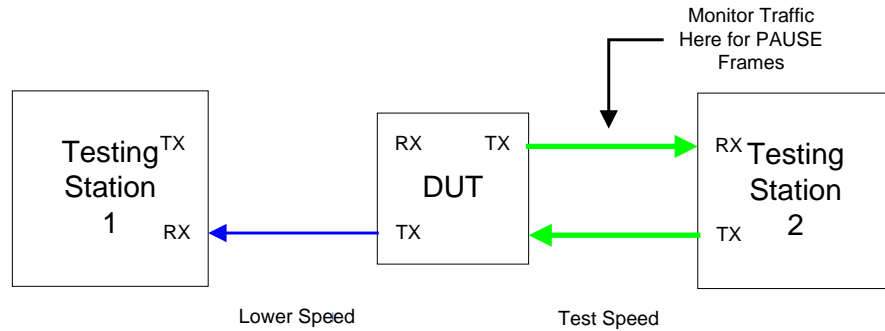 Monitor Traffic
Here for PAUSE
Frames
TX
Testing
Station
1
RX
RX
TX
DUT
TX
RX
Testing
Station
2
TX
Lower Speed
Test Speed